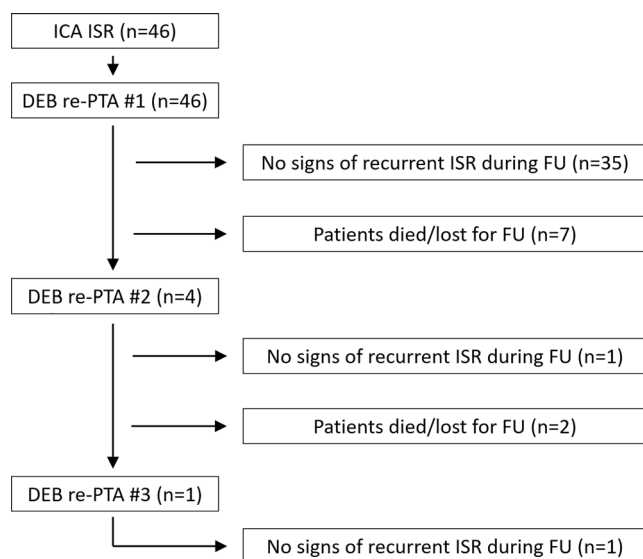 ICA ISR (n=46)
DEB re-PTA #1 (n=46)
No signs of recurrent ISR during FU (n=35)
Patients died/lost for FU (n=7)
DEB re-PTA #2 (n=4)
No signs of recurrent ISR during FU (n=1)
Patients died/lost for FU (n=2)
DEB re-PTA #3 (n=1)
No signs of recurrent ISR during FU (n=1)